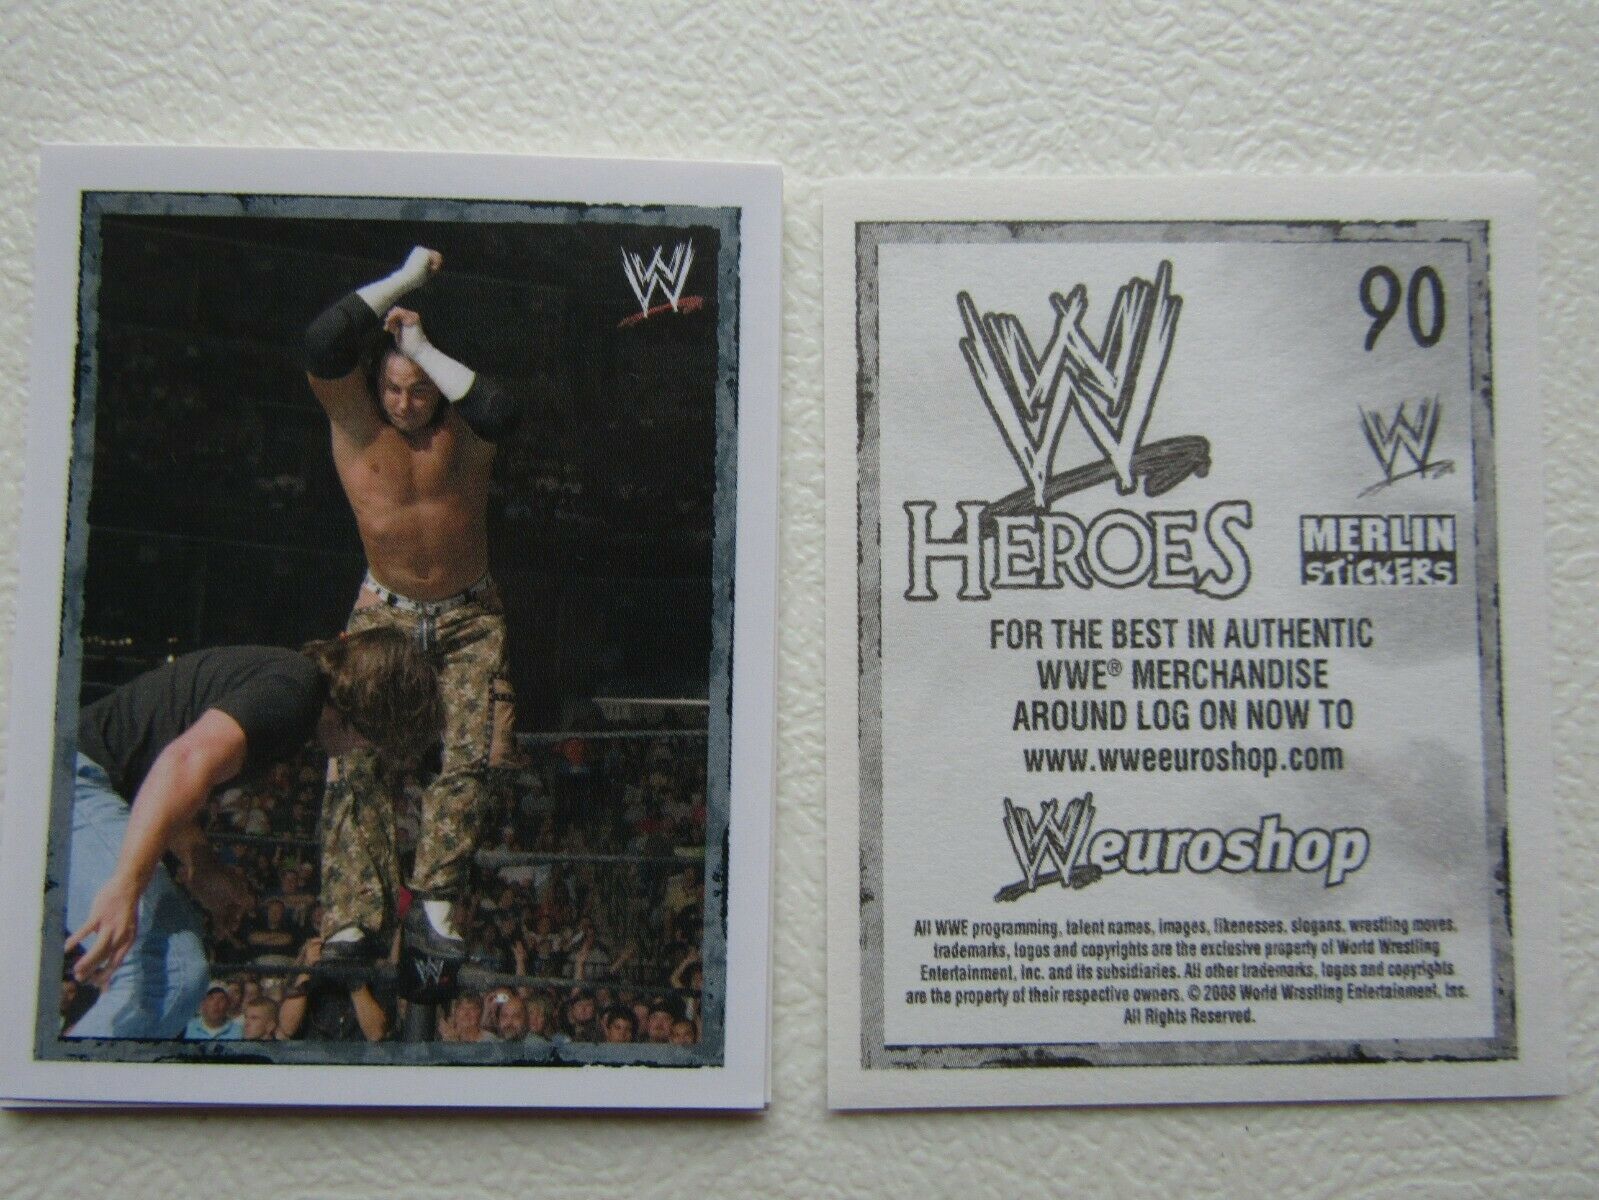 W
W
90
W
W
HEROES
MERLIN
STICKERS
FOR THE BEST IN AUTHENTIC
WWE® MERCHANDISE
AROUND LOG ON NOW TO
www.wweeuroshop.com
W euroshop
All WWE programming, talent names, images, likenesses, slogans, wrestling moves,
trademarks, logos and copyrights are the exclusive property of World Wrestling
Entertainment, Inc. and its subsidiaries. All other trademarks, logos and copyrights
are the property of their respective owners. © 2008 World Wrestling Entertainment, Inc.
All Rights Reserved.